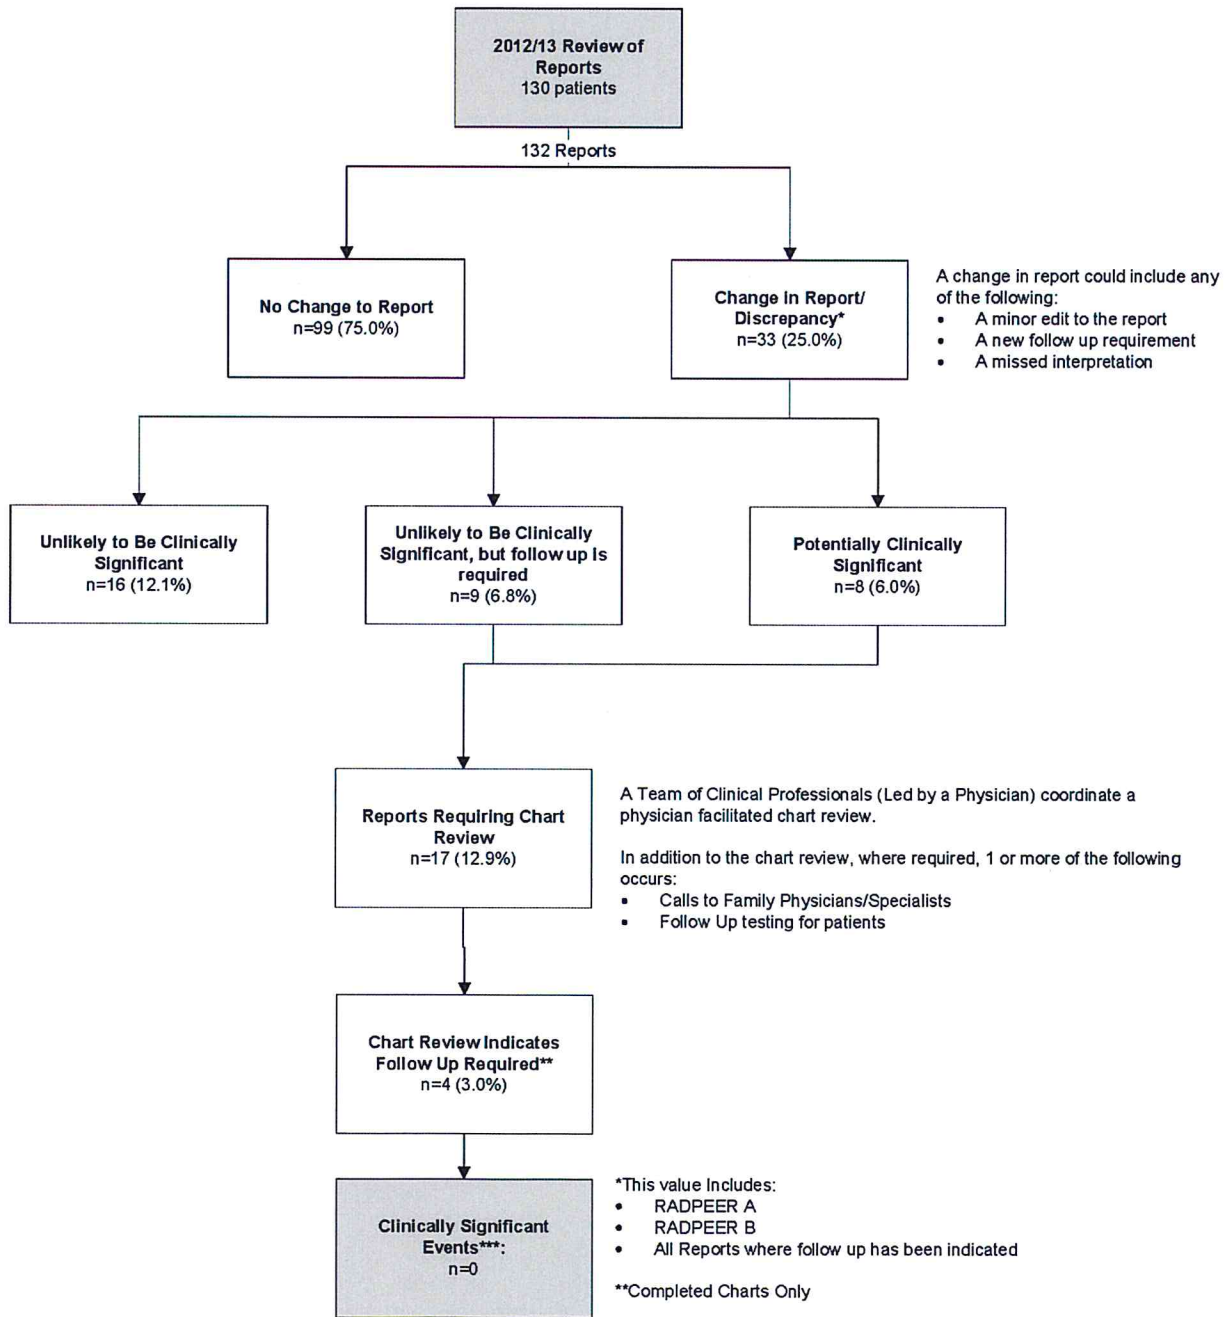 2012/13 Review of
Reports
130 patients
132 Reports
No Change to Report
n=99 (75.0%)
Change in Report/
Discrepancy*
n=33 (25.0%)
A change in report could include any
of the following:
• A minor edit to the report
• A new follow up requirement
• A missed interpretation
Unlikely to Be Clinically
Significant
n=16 (12.1%)
Unlikely to Be Clinically
Significant, but follow up is
required
n=9 (6.8%)
Potentially Clinically
Significant
n=8 (6.0%)
Reports Requiring Chart
Review
n=17 (12.9%)
A Team of Clinical Professionals (Led by a Physician) coordinate a
physician facilitated chart review.
In addition to the chart review, where required, 1 or more of the following
occurs:
• Calls to Family Physicians/Specialists
• Follow Up testing for patients
Chart Review Indicates
Follow Up Required**
n=4 (3.0%)
Clinically Significant
Events***:
n=0
*This value Includes:
• RADPEER A
• RADPEER B
• All Reports where follow up has been indicated
**Completed Charts Only